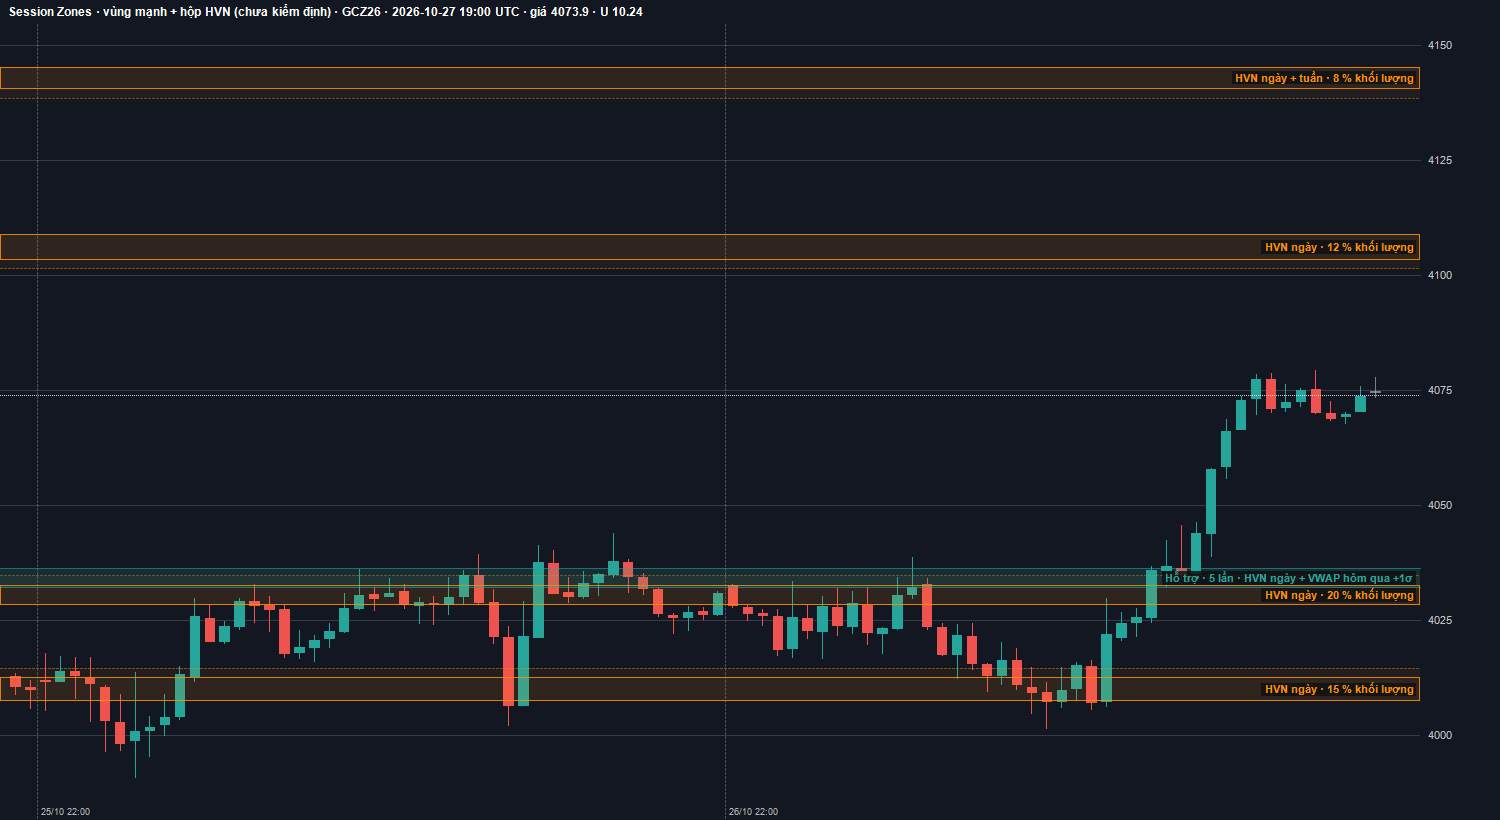 Session Zones · vùng mạnh + hộp HVN (chưa kiểm định) · GCZ26 · 2026-10-27 19:00 UTC · giá 4073.9 · U 10.24
4150
HVN ngày + tuần · 8 % khối lượng
4125
HVN ngày · 12 % khối lượng
4100
4075
4050
Hỗ trợ · 5 lần · HVN ngày + VWAP hôm qua +1σ
HVN ngày · 20 % khối lượng
4025
HVN ngày · 15 % khối lượng
4000
25/10 22:00
26/10 22:00